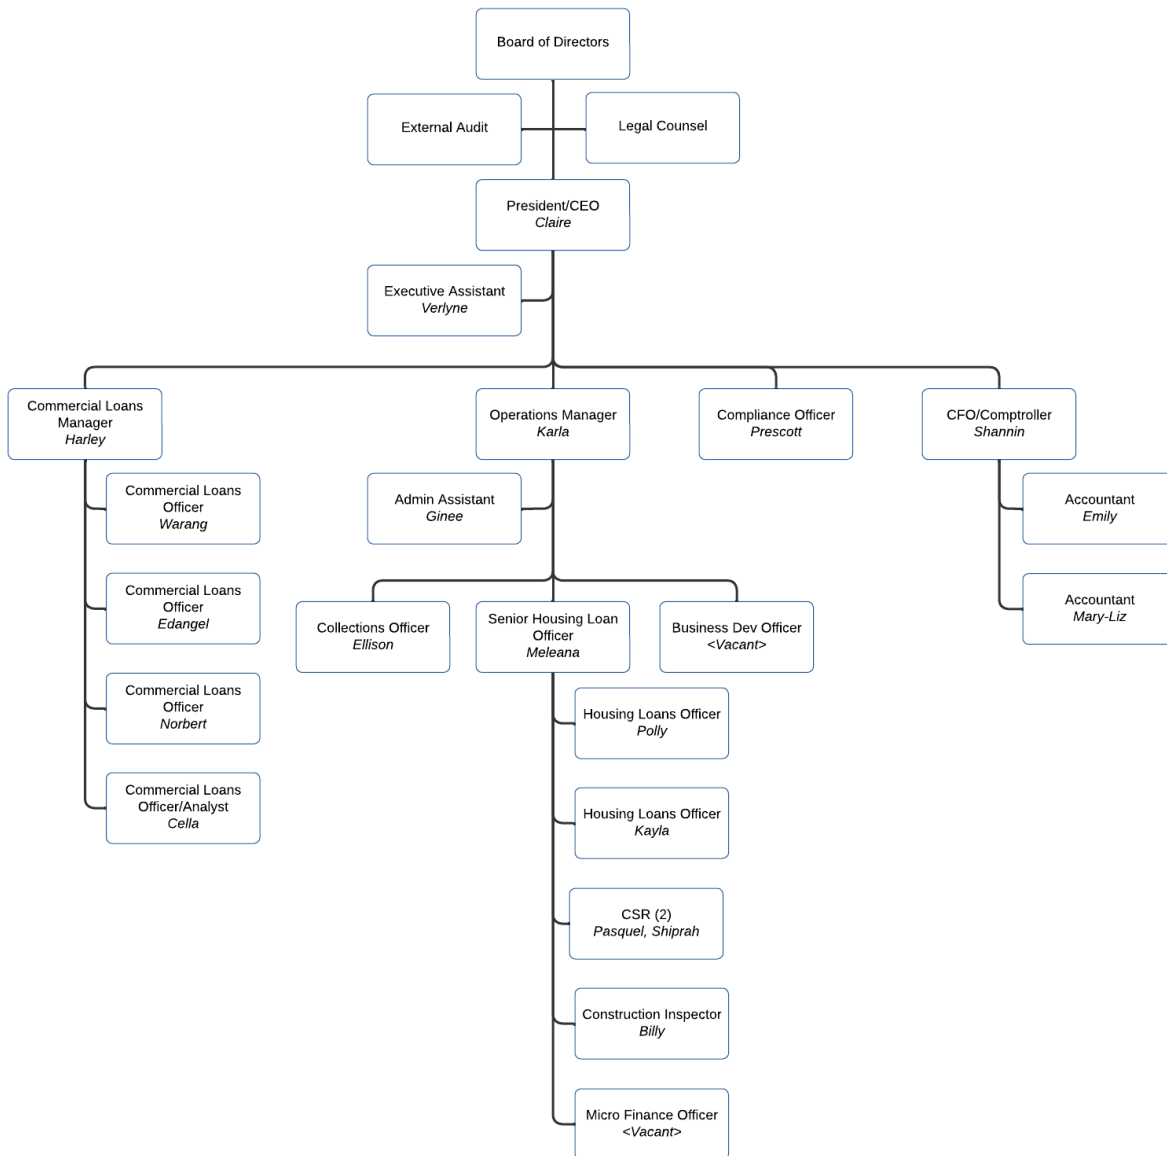 Board of Directors
External Audit
Legal Counsel
President/CEO
Claire
Executive Assistant
Verlyne
Commercial Loans
Manager
Harley
Operations Manager
Karla
Compliance Officer
Prescott
CFO/Comptroller
Shannin
Commercial Loans
Officer
Warang
Admin Assistant
Ginee
Accountant
Emily
Commercial Loans
Officer
Edangel
Collections Officer
Ellison
Senior Housing Loan
Officer
Meleana
Business Dev Officer
<Vacant>
Accountant
Mary-Liz
Commercial Loans
Officer
Norbert
Housing Loans Officer
Polly
Commercial Loans
Officer/Analyst
Cella
Housing Loans Officer
Kayla
CSR (2)
Pasquel, Shiprah
Construction Inspector
Billy
Micro Finance Officer
<Vacant>